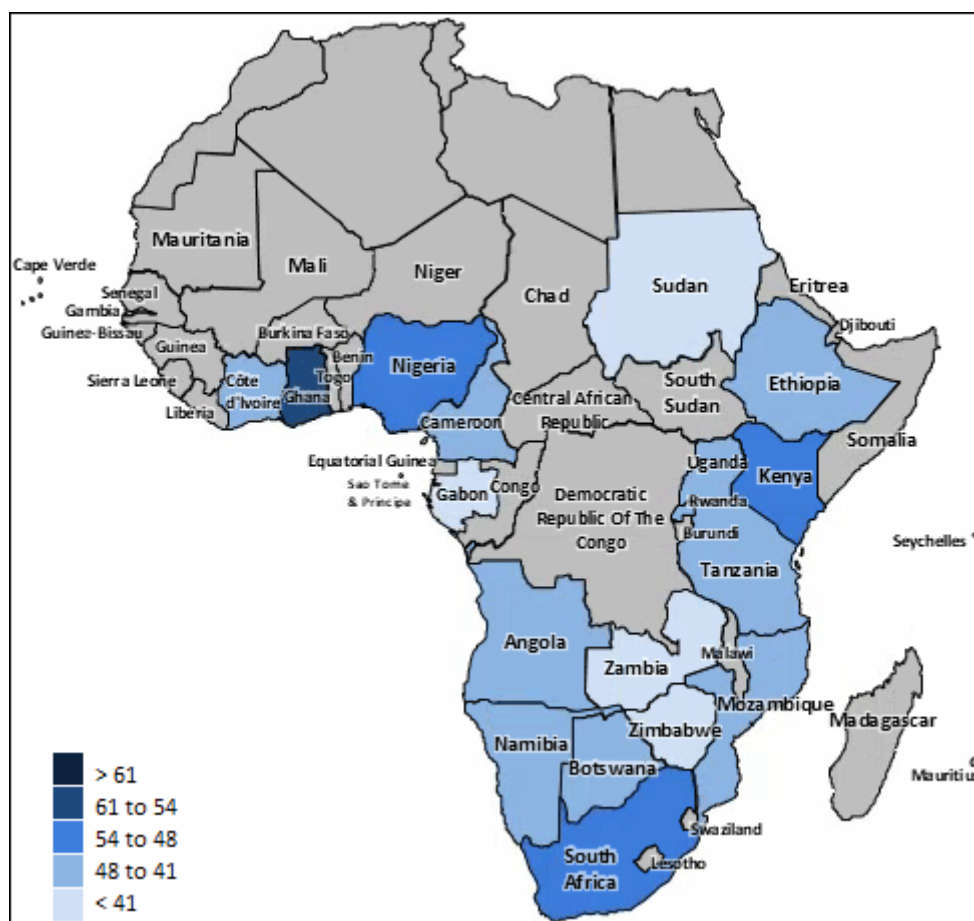 Mauritania
Mali
Niger
Chad
Sudan
Eritrea
Cape Verde
Senegal
Gambia
Guinea-Bissau
Guinea
Burkina Faso
Benin
Togo
Nigeria
Djibouti
Ethiopia
Sierra Leone
Liberia
Côte
d'Ivoire
Ghana
Cameroon
Central African
Republic
South
Sudan
Somalia
Equatorial Guinea
Sao Tome
& Principe
Gabon
Congo
Democratic
Republic Of The
Congo
Uganda
Kenya
Rwanda
Burundi
Tanzania
Seychelles
Angola
Zambia
Malawi
Mozambique
Madagascar
Mauritiu
Namibia
Zimbabwe
Botswana
South
Africa
Swaziland
Lesotho
> 61
61 to 54
54 to 48
48 to 41
< 41